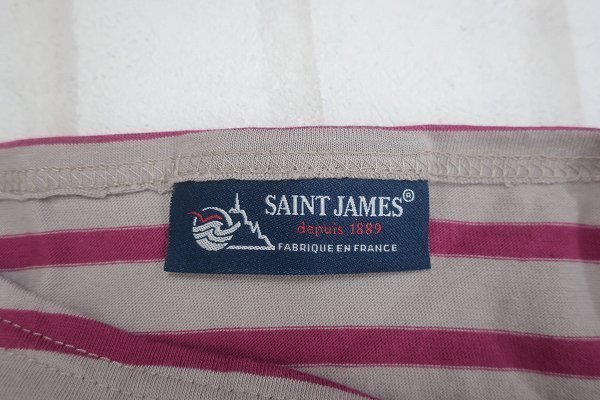 SAINT JAMES®
depuis 1889
FABRIQUE EN FRANCE